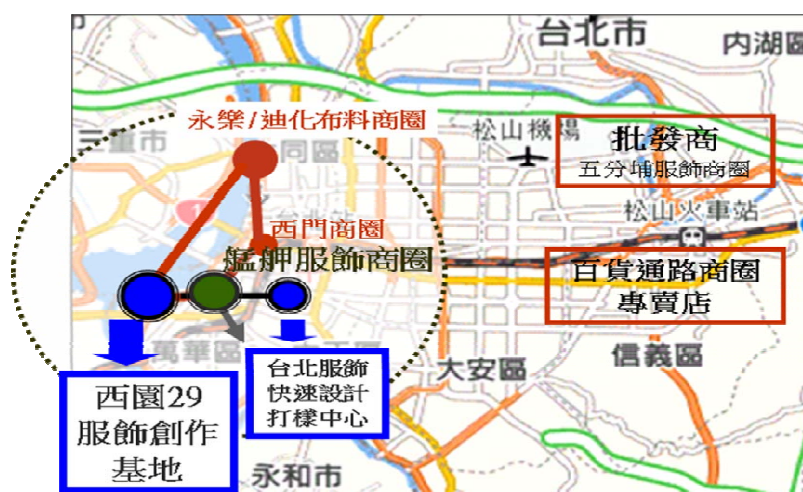 台北市
内湖區
永樂/迪化布料商圈
三重市
同區
松山機場
批發商
五分埔服飾商圈
西門商圈
松山火車站
艋舺服飾商圈
百貨通路商圈
專賣店
萬華區
台北服飾
快速設計
打樣中心
大安區
信義區
西園29
服飾創作
基地
永和市